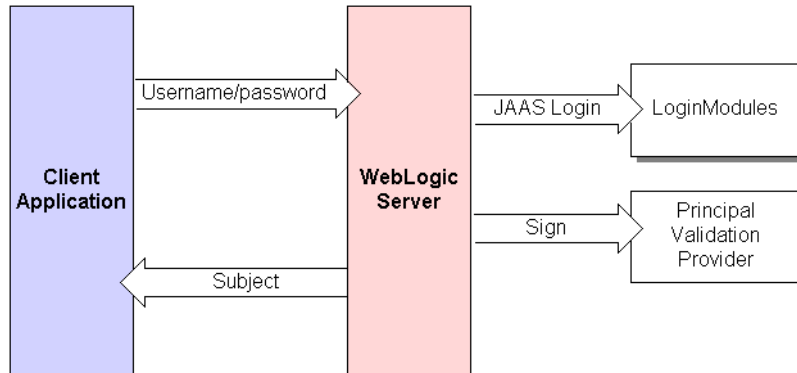 Username/password
JAAS Login
LoginModules
Client
Application
WebLogic
Server
Sign
Principal
Validation
Provider
Subject